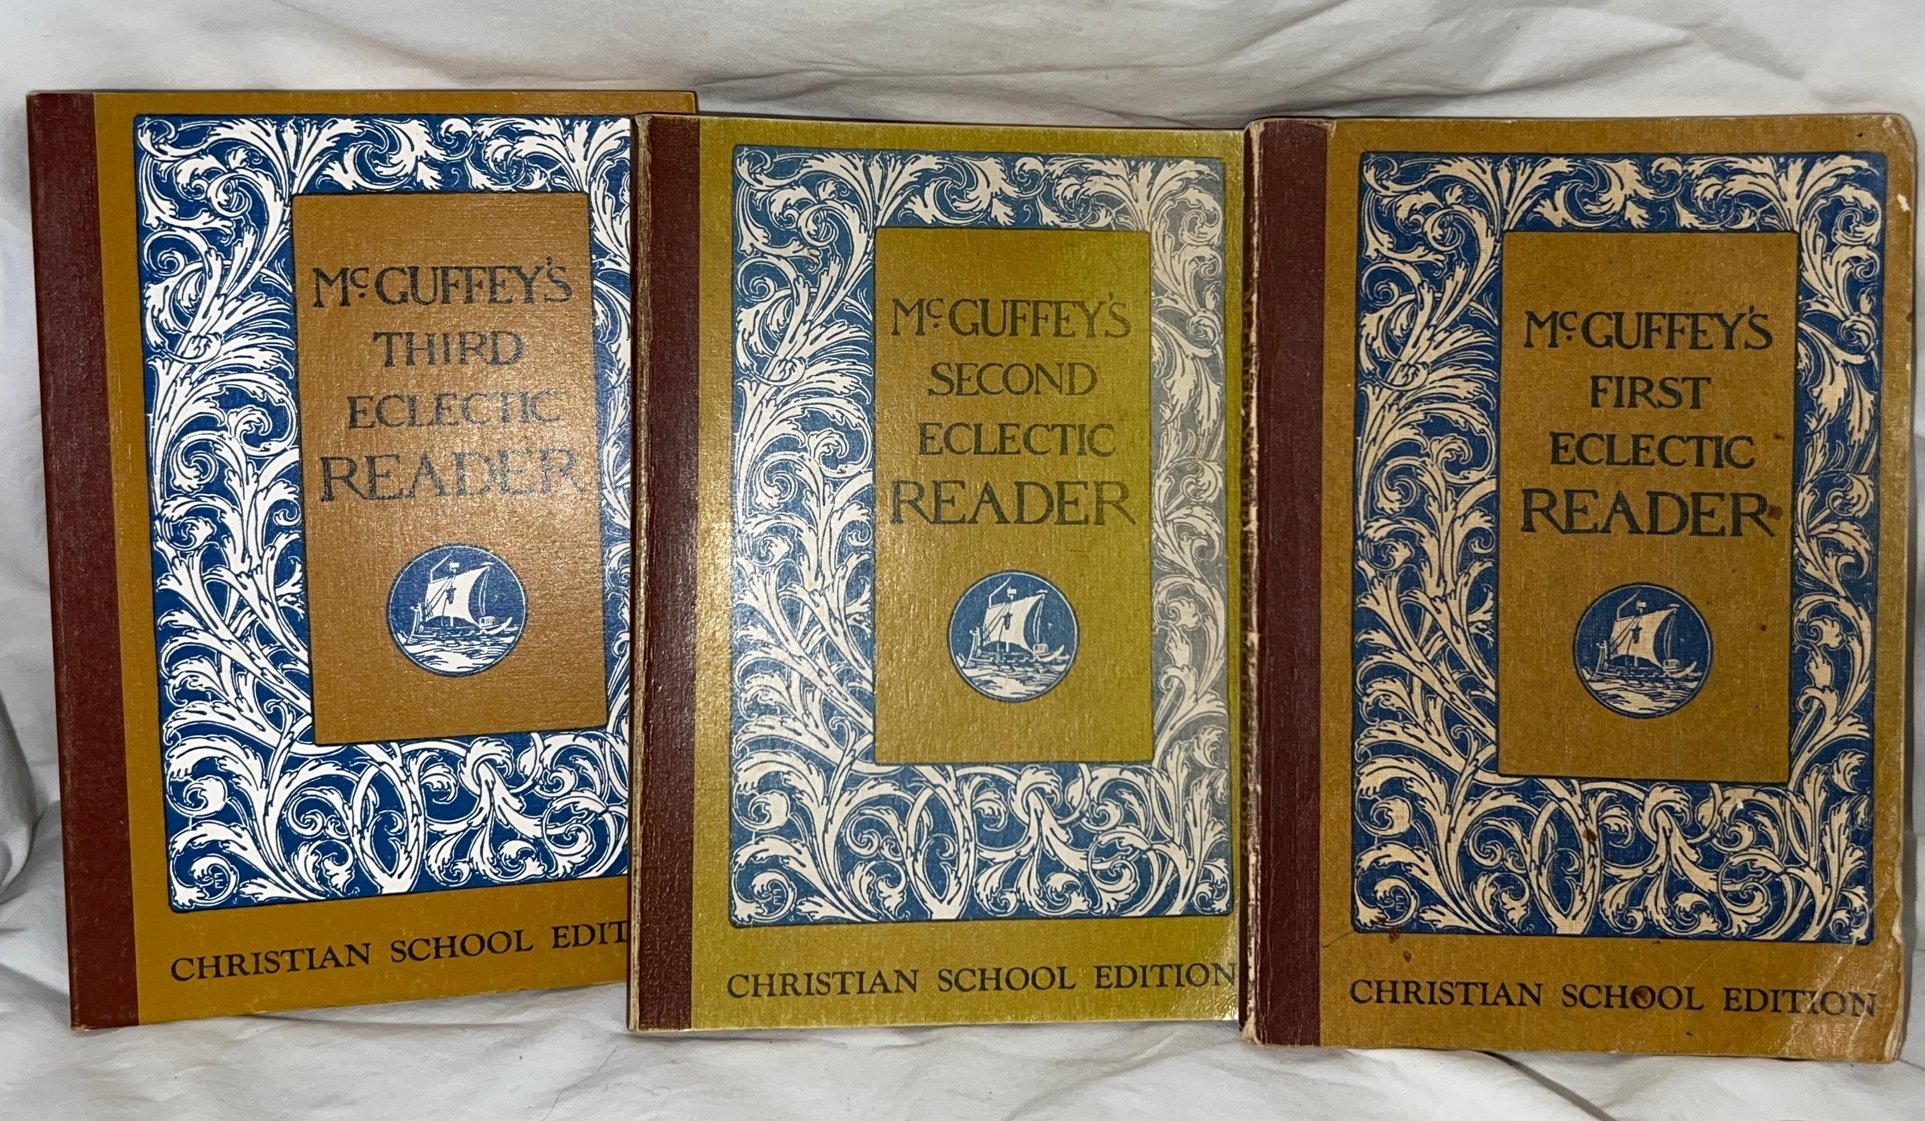 McGUFFEY'S
THIRD
ECLECTIC
READER
CHRISTIAN SCHOOL EDIT
McGUFFEY'S
SECOND
ECLECTIC
READER
CHRISTIAN SCHOOL EDITION
McGUFFEY'S
FIRST
ECLECTIC
READER
CHRISTIAN SCHOOL EDITION